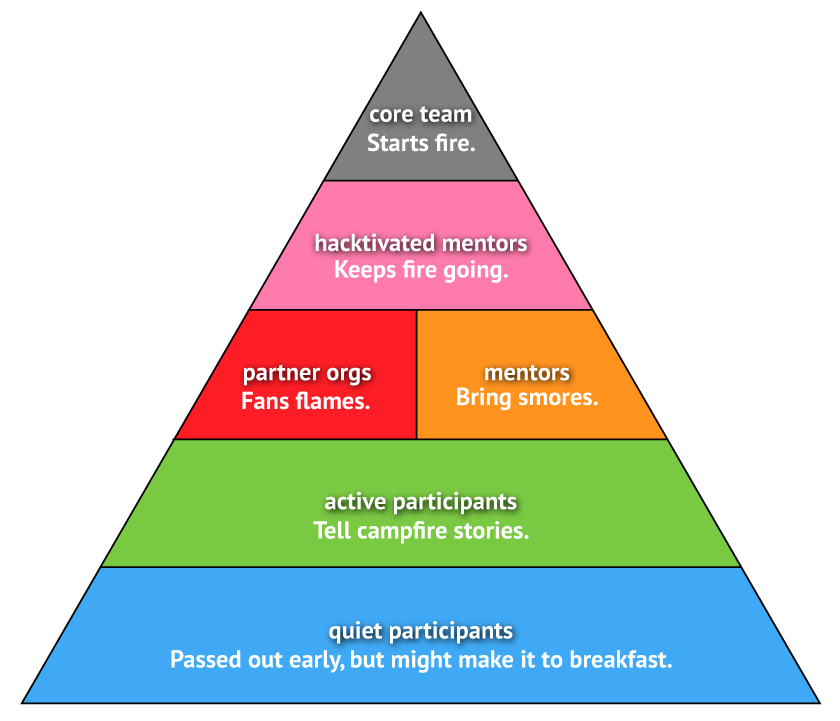 core team
Starts fire.
hacktivated mentors
Keeps fire going.
partner orgs
Fans flames.
mentors
Bring smores.
active participants
Tell campfire stories.
quiet participants
Passed out early, but might make it to breakfast.